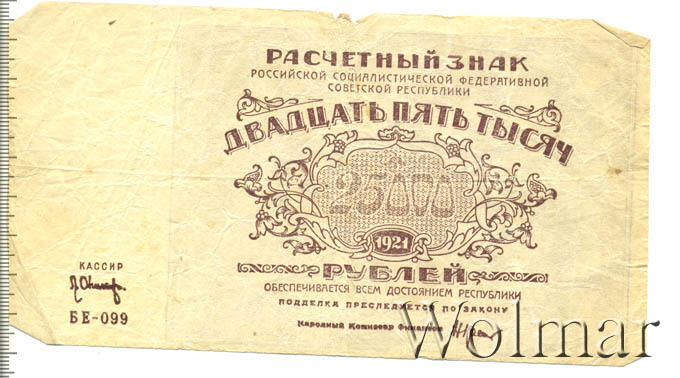 РАСЧЕТНЫЙ ЗНАК
РОССИЙСКОЙ СОЦИАЛИСТИЧЕСКОЙ ФЕДЕРАТИВНОЙ
СОВЕТСКОЙ РЕСПУБЛИКИ
ДВАДЦАТЬ ПЯТЬ ТЫСЯЧ
25000
1921
РУБЛЕЙ
ОБЕСПЕЧИВАЕТСЯ ВСЕМ ДОСТОЯНИЕМ РЕСПУБЛИКИ
ПОДДЕЛКА ПРЕСЛЕДУЕТСЯ ПО ЗАКОНУ
Народный Комиссар Финансов
КАССИР
БЕ-099
Wolmar